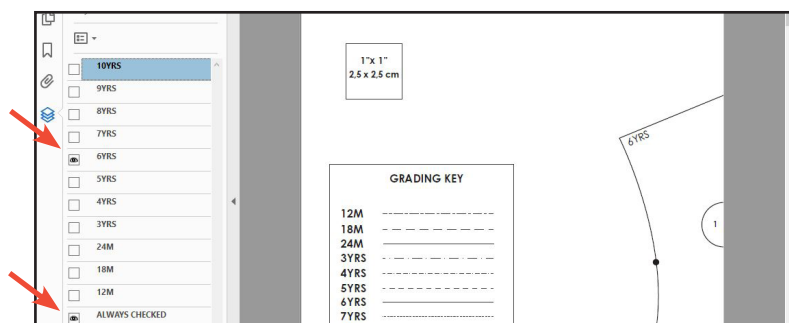 10YRS
9YRS
8YRS
7YRS
6YRS
5YRS
4YRS
3YRS
24M
18M
12M
ALWAYS CHECKED
1"x 1"
2,5 x 2,5 cm
GRADING KEY
12M
18M
24M
3YRS
4YRS
5YRS
6YRS
7YRS
6YRS
1